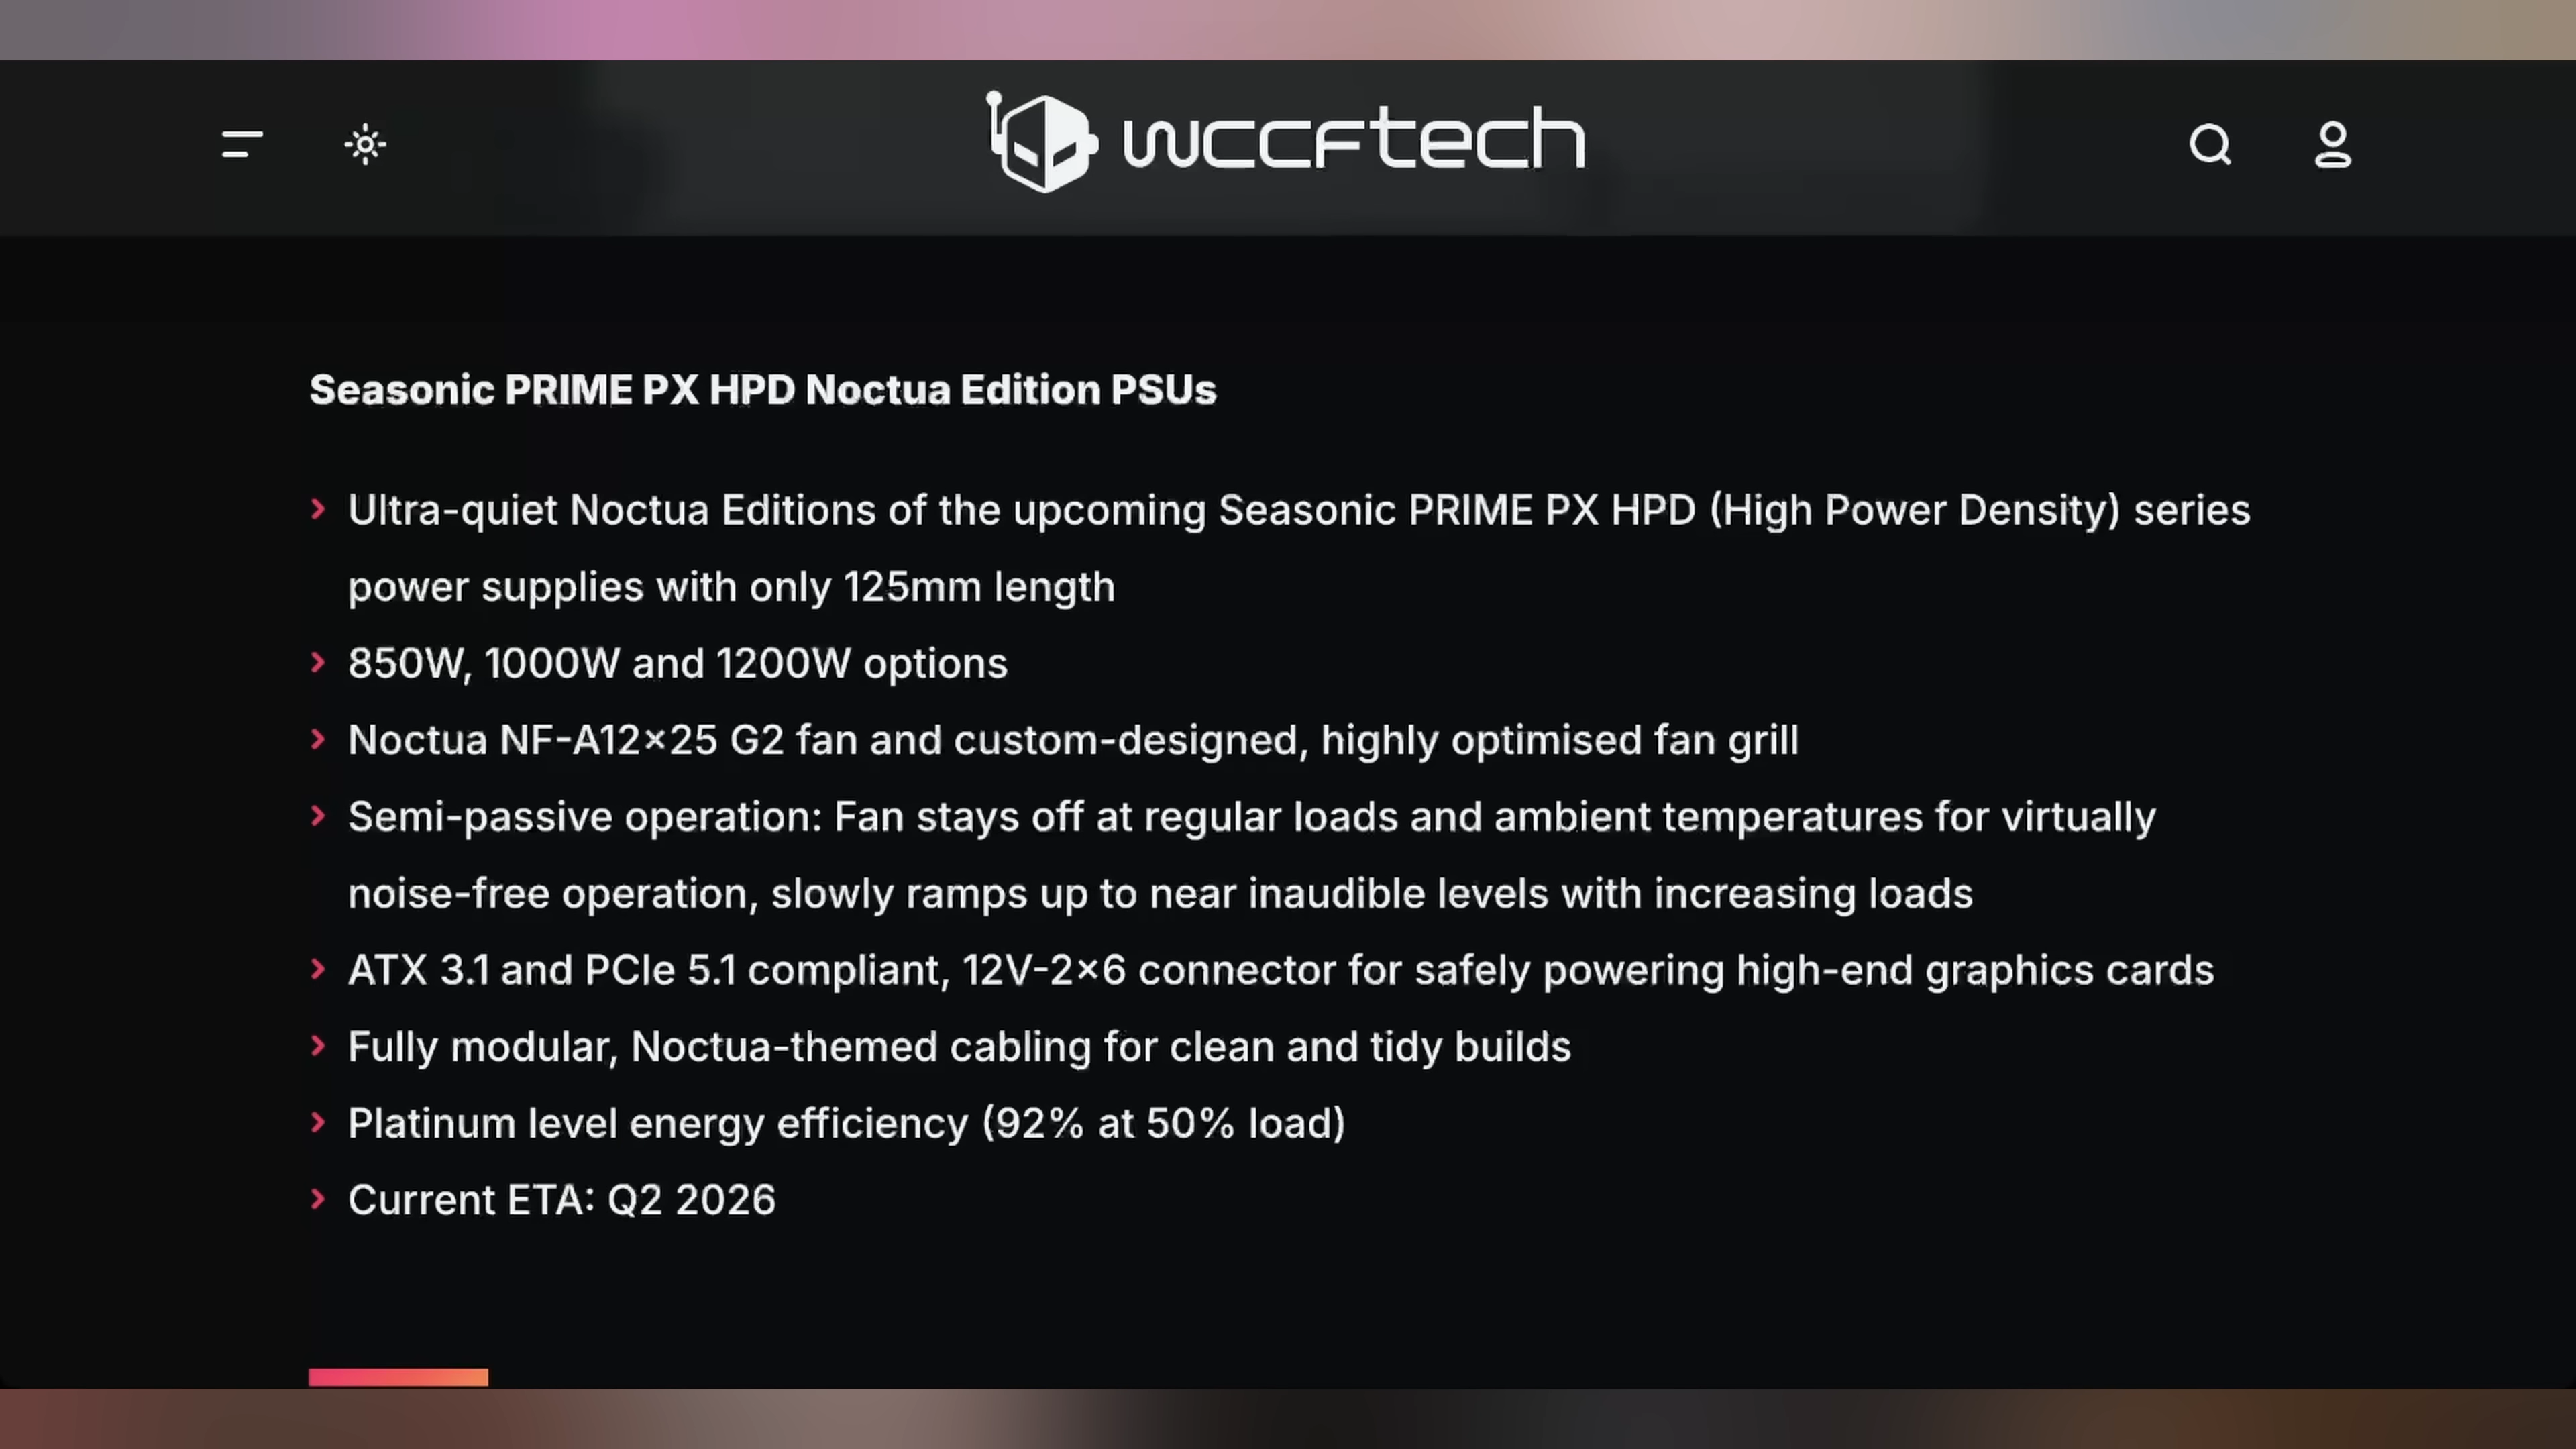 wccftech
Seasonic PRIME PX HPD Noctua Edition PSUs
Ultra-quiet Noctua Editions of the upcoming Seasonic PRIME PX HPD (High Power Density) series
power supplies with only 125mm length
850W, 1000W and 1200W options
Noctua NF-A12×25 G2 fan and custom-designed, highly optimised fan grill
Semi-passive operation: Fan stays off at regular loads and ambient temperatures for virtually
noise-free operation, slowly ramps up to near inaudible levels with increasing loads
ATX 3.1 and PCIe 5.1 compliant, 12V-2×6 connector for safely powering high-end graphics cards
Fully modular, Noctua-themed cabling for clean and tidy builds
Platinum level energy efficiency (92% at 50% load)
Current ETA: Q2 2026